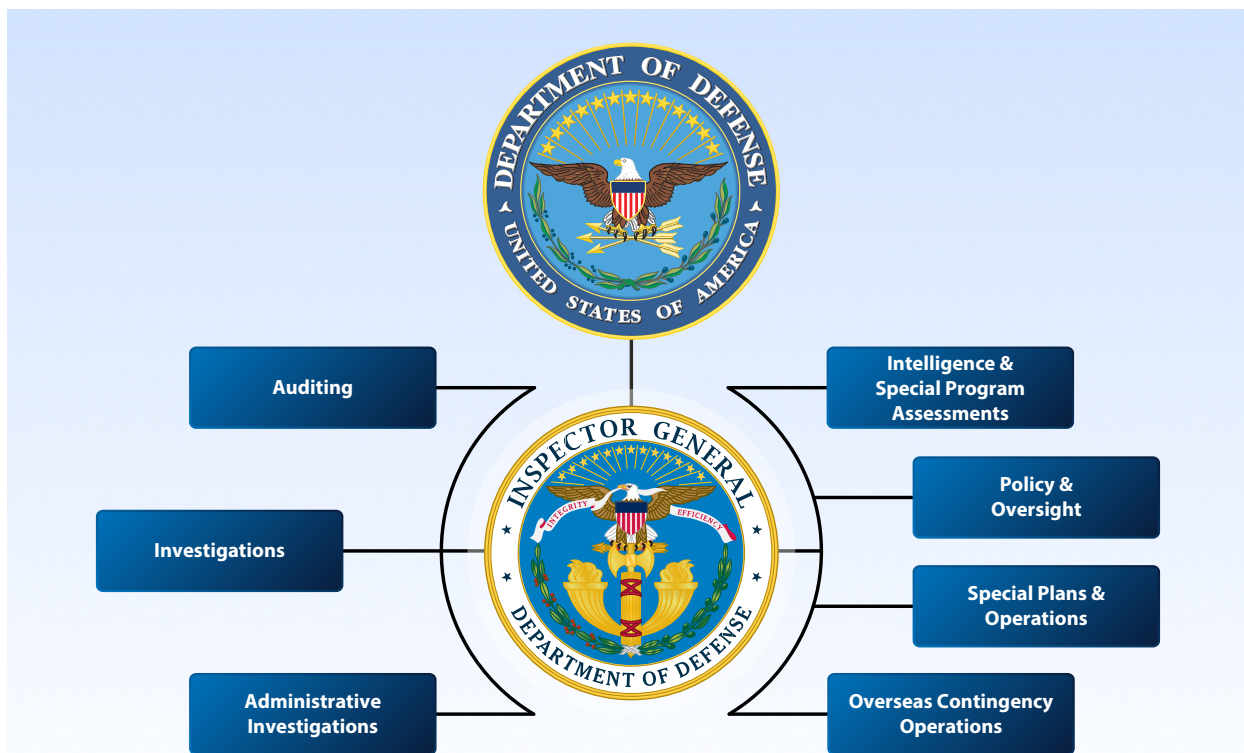 DEPARTMENT OF DEFENSE
UNITED STATES OF AMERICA
Auditing
Investigations
Administrative
Investigations
INSPECTOR GENERAL
INTEGRITY
EFFICIENCY
DEPARTMENT OF DEFENSE
Intelligence &
Special Program
Assessments
Policy &
Oversight
Special Plans &
Operations
Overseas Contingency
Operations